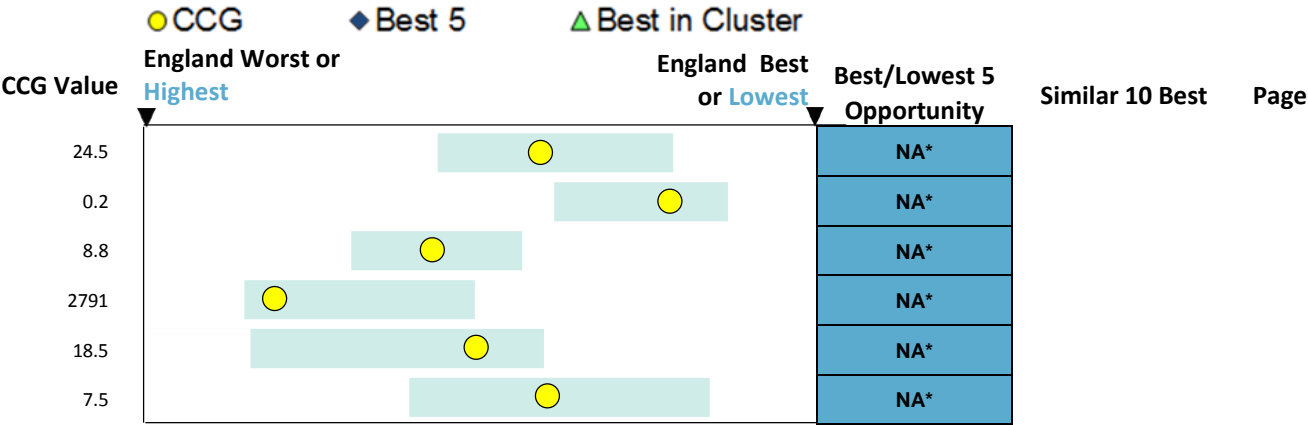 CCG Best 5 Best in Cluster
CCG Value
England Worst or
Highest
England Best
or Lowest
Best/Lowest 5
Opportunity
Similar 10 Best
Page
24.5 NA*
0.2 NA*
8.8 NA*
2791 NA*
18.5 NA*
7.5 NA*